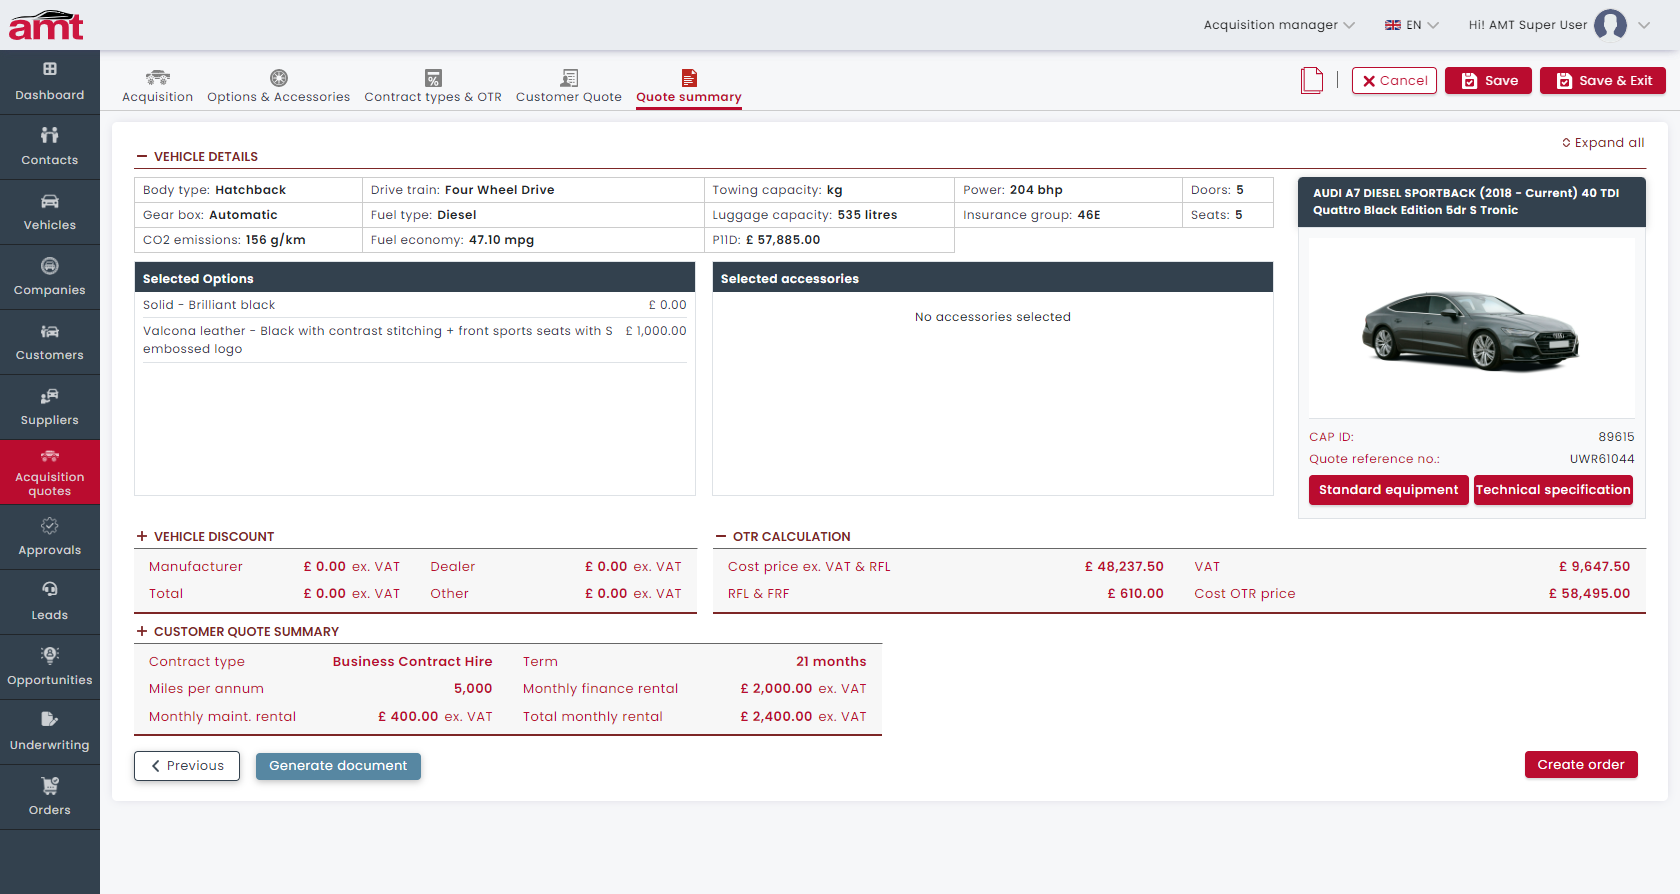 amt
Acquisition manager
EN
Hi! AMT Super User
Dashboard
Contacts
Vehicles
Companies
Customers
Suppliers
Acquisition
quotes
Approvals
Leads
Opportunities
Underwriting
Orders
Acquisition
Options & Accessories
Contract types & OTR
Customer Quote
Quote summary
Cancel
Save
Save & Exit
Expand all
VEHICLE DETAILS
Body type: Hatchback
Drive train: Four Wheel Drive
Towing capacity: kg
Power: 204 bhp
Doors: 5
Gear box: Automatic
Fuel type: Diesel
Luggage capacity: 535 litres
Insurance group: 46E
Seats: 5
CO2 emissions: 156 g/km
Fuel economy: 47.10 mpg
P11D: £ 57,885.00
Selected Options
Solid - Brilliant black £ 0.00
Valcona leather - Black with contrast stitching + front sports seats with S £ 1,000.00
embossed logo
Selected accessories
No accessories selected
AUDI A7 DIESEL SPORTBACK (2018 - Current) 40 TDI
Quattro Black Edition 5dr S Tronic
CAP ID: 89615
Quote reference no.: UWR61044
Standard equipment
Technical specification
VEHICLE DISCOUNT
Manufacturer £ 0.00 ex. VAT Dealer £ 0.00 ex. VAT
Total £ 0.00 ex. VAT Other £ 0.00 ex. VAT
OTR CALCULATION
Cost price ex. VAT & RFL £ 48,237.50 VAT £ 9,647.50
RFL & FRF £ 610.00 Cost OTR price £ 58,495.00
CUSTOMER QUOTE SUMMARY
Contract type Business Contract Hire Term 21 months
Miles per annum 5,000 Monthly finance rental £ 2,000.00 ex. VAT
Monthly maint. rental £ 400.00 ex. VAT Total monthly rental £ 2,400.00 ex. VAT
Previous
Generate document
Create order